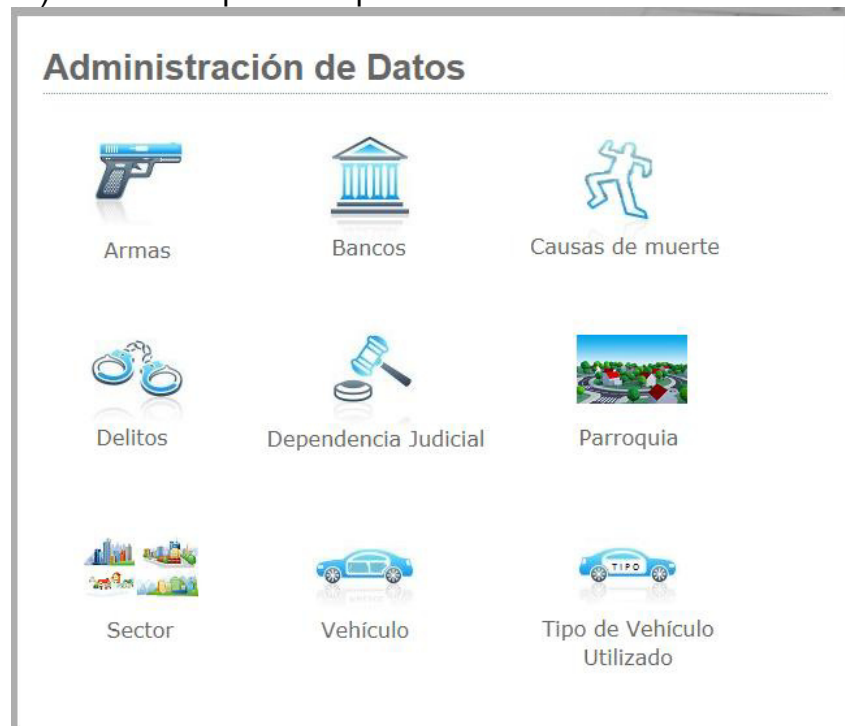 Administración de Datos
Armas
Bancos
Causas de muerte
Delitos
Dependencia Judicial
Parroquia
TIPO
Sector
Vehículo
Tipo de Vehículo
Utilizado